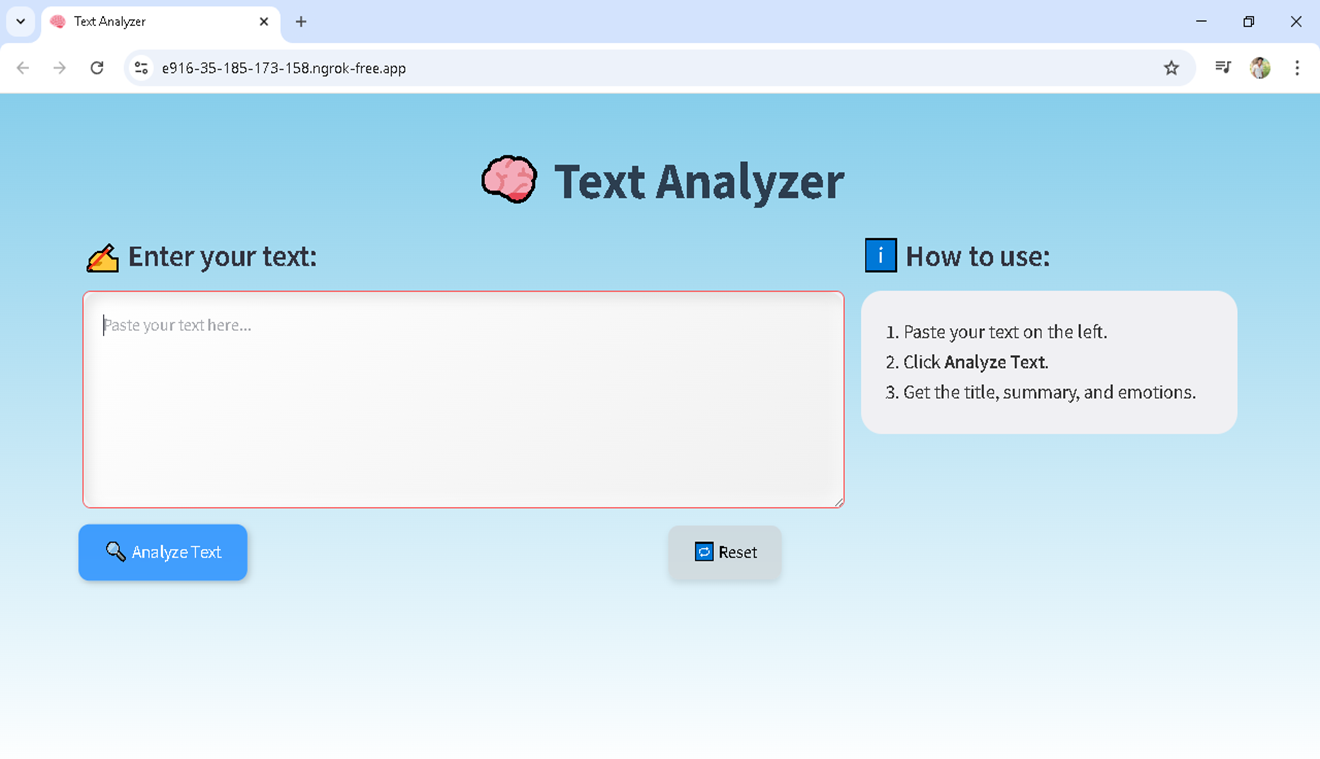 Text Analyzer
e916-35-185-173-158.ngrok-free.app
Text Analyzer
Enter your text:
Paste your text here...
Analyze Text
Reset
How to use:
1. Paste your text on the left.
2. Click Analyze Text.
3. Get the title, summary, and emotions.